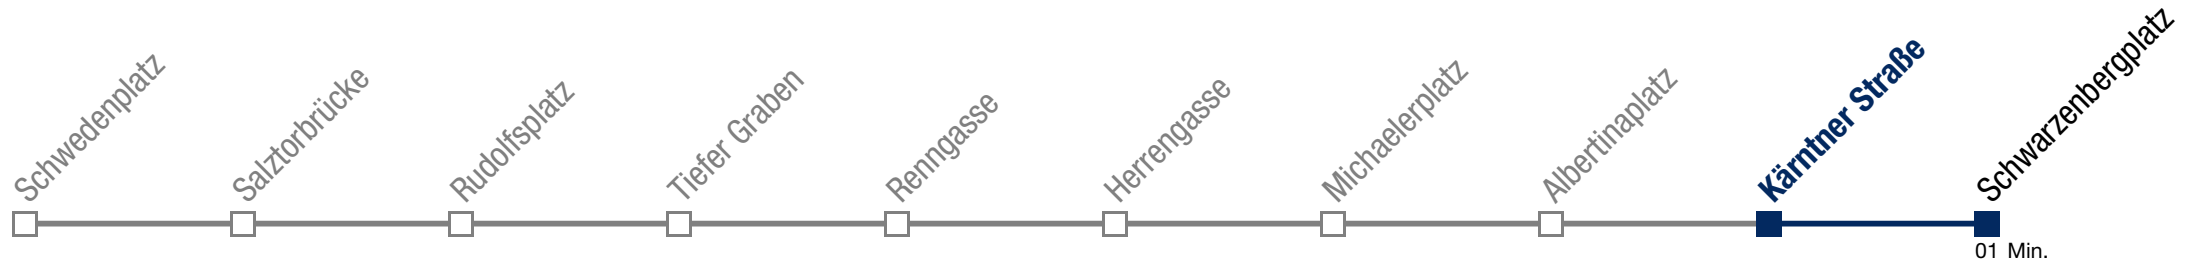 Schwedenplatz
Salztorbrücke
Rudolfsplatz
Tiefer Graben
Renngasse
Herrengasse
Michaelerplatz
Albertinaplatz
Kärntner Straße
Schwarzenbergplatz
01 Min.